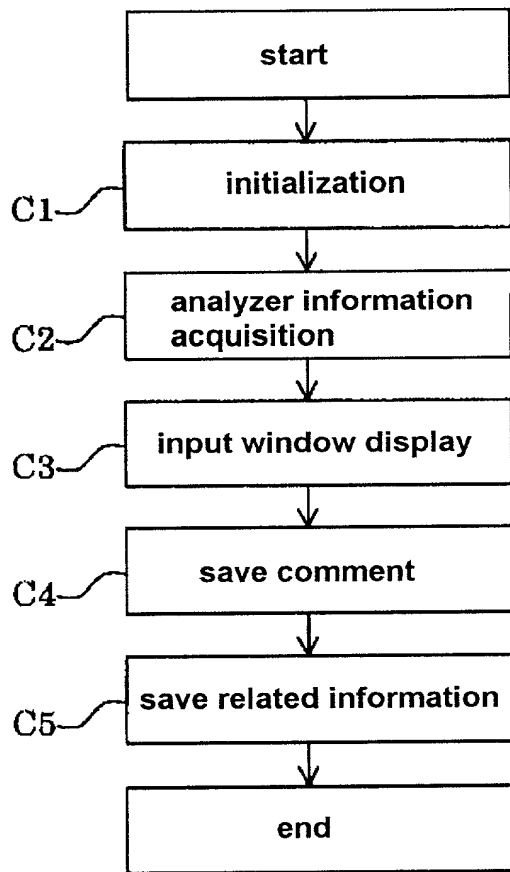 start
C1 initialization
C2 analyzer information
acquisition
C3 input window display
C4 save comment
C5 save related information
end